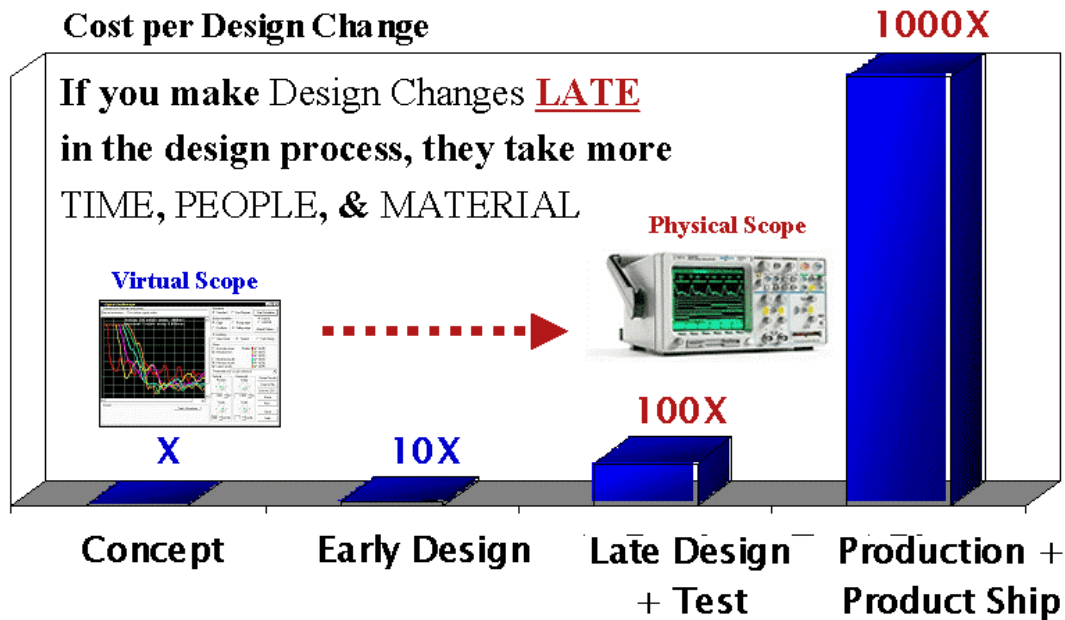 Cost per Design Change
1000X
If you make Design Changes LATE
in the design process, they take more
TIME, PEOPLE, & MATERIAL
Physical Scope
Virtual Scope
100X
X
10X
Concept
Early Design
Late Design
+ Test
Production +
Product Ship